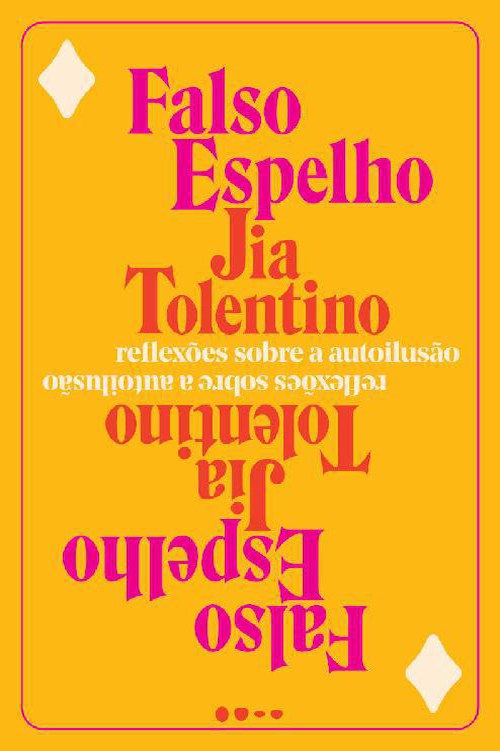 Falso
Espelho
Jia
Tolentino
reflexões sobre a autoilusão
reflexões sobre a autoilusão
Tolentino
Jia
Espelho
Falso